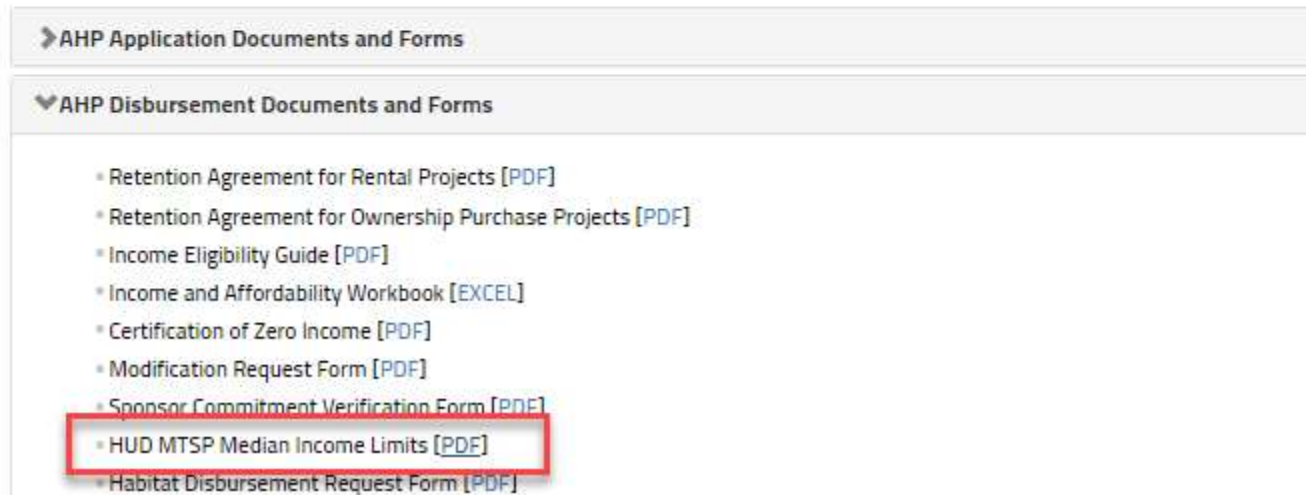 AHP Application Documents and Forms
AHP Disbursement Documents and Forms
Retention Agreement for Rental Projects [PDF]
Retention Agreement for Ownership Purchase Projects [PDF]
Income Eligibility Guide [PDF]
Income and Affordability Workbook [EXCEL]
Certification of Zero Income [PDF]
Modification Request Form [PDF]
Sponsor Commitment Verification Form [PDF]
HUD MTSP Median Income Limits [PDF]
Habitat Disbursement Request Form [PDF]